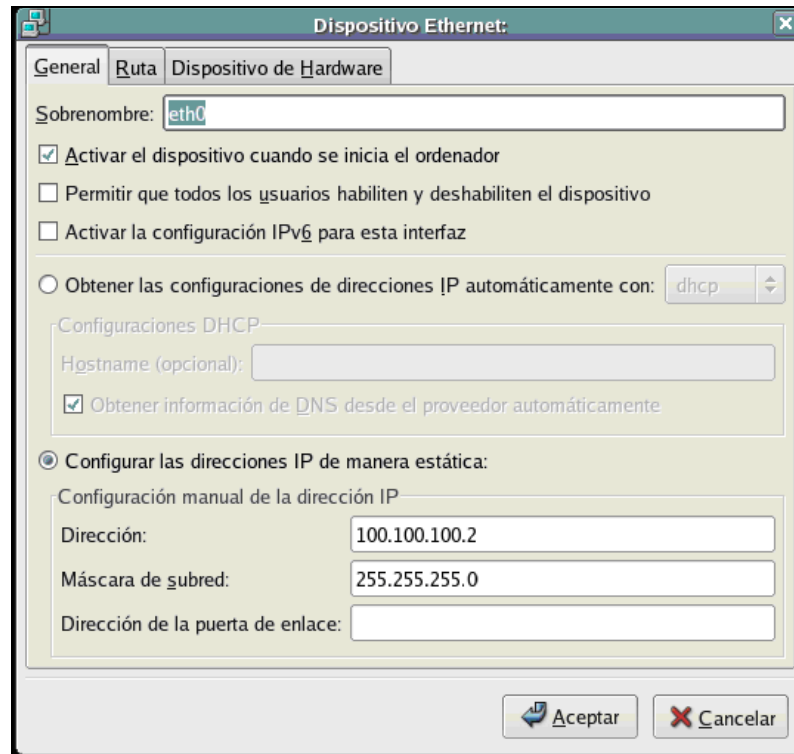 Dispositivo Ethernet:
General Ruta Dispositivo de Hardware
Sobrenombre: eth0
Activar el dispositivo cuando se inicia el ordenador
Permitir que todos los usuarios habiliten y deshabiliten el dispositivo
Activar la configuración IPv6 para esta interfaz
Obtener las configuraciones de direcciones IP automáticamente con: dhcp
Configuraciones DHCP
Hostname (opcional):
Obtener información de DNS desde el proveedor automáticamente
Configurar las direcciones IP de manera estática:
Configuración manual de la dirección IP
Dirección: 100.100.100.2
Máscara de subred: 255.255.255.0
Dirección de la puerta de enlace:
Aceptar Cancelar